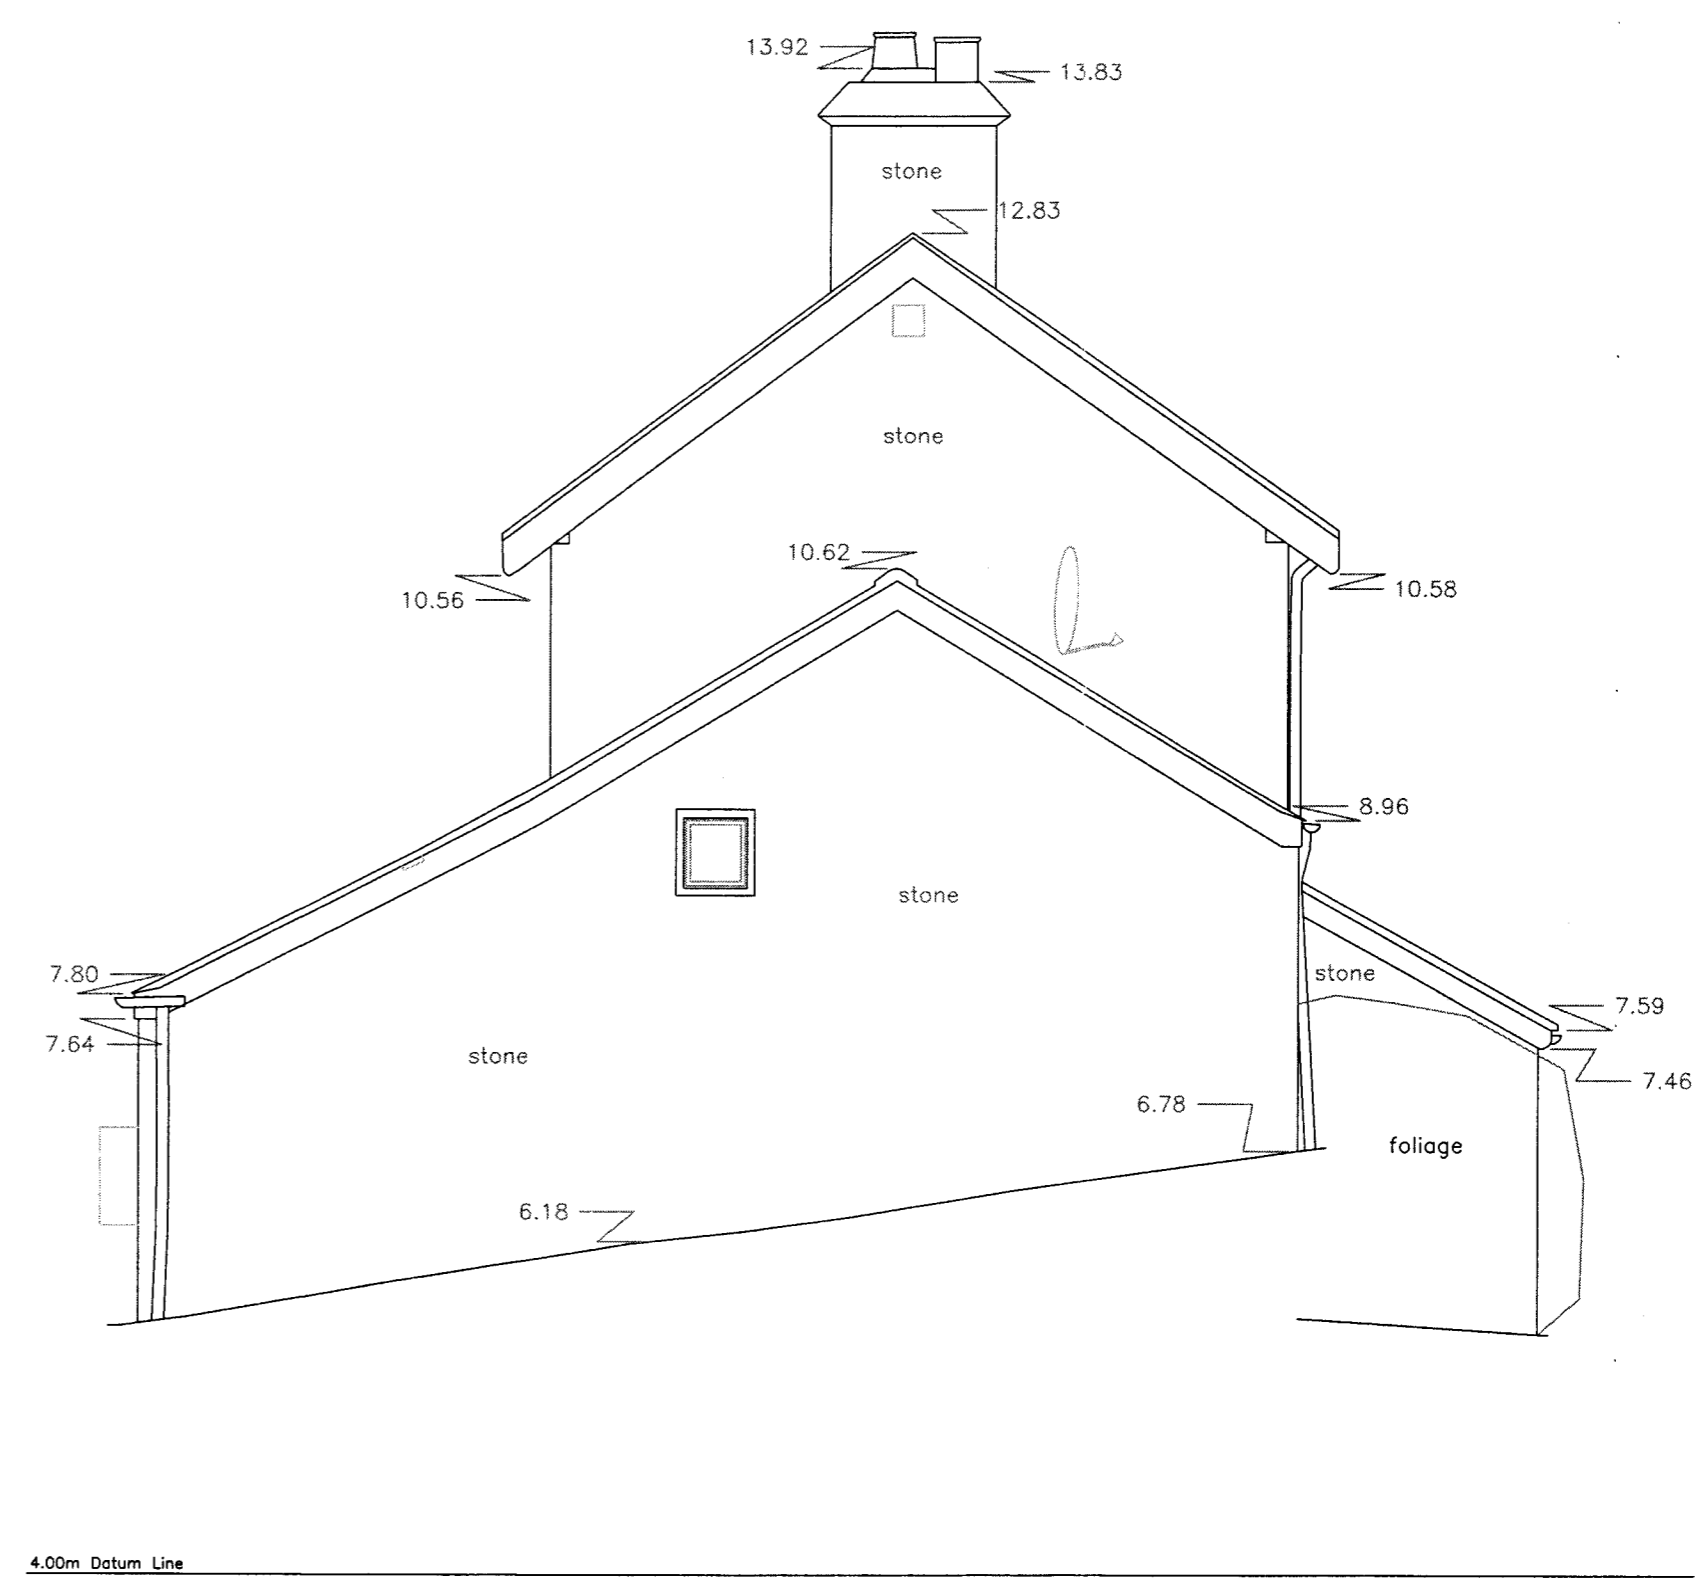 13.92
13.83
stone
12.83
stone
10.62
10.56
10.58
8.96
stone
7.80
stone
7.59
7.64
stone
7.46
6.78
foliage
6.18
4.00m Datum Line